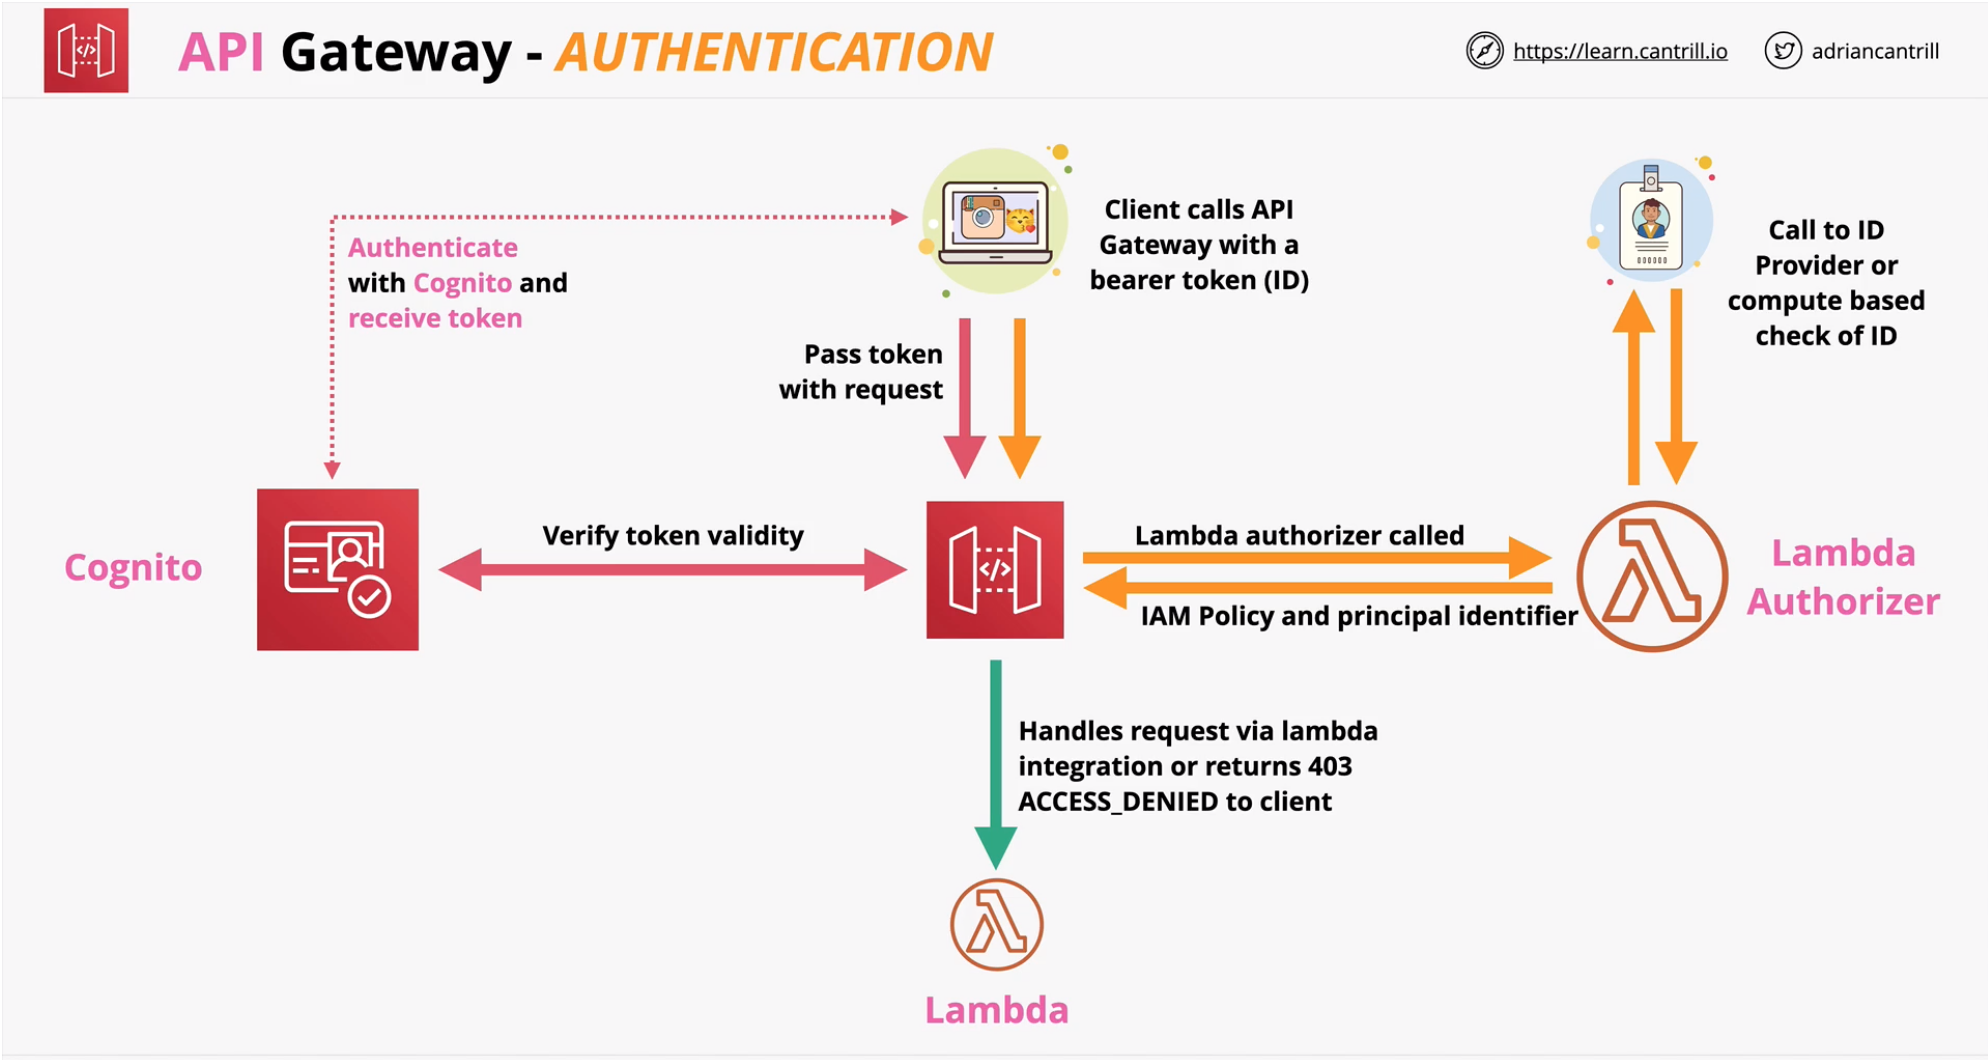 API Gateway - AUTHENTICATION
https://learn.cantrill.io
adriancantrill
Authenticate
with Cognito and
receive token
Client calls API
Gateway with a
bearer token (ID)
Call to ID
Provider or
compute based
check of ID
Pass token
with request
Cognito
Verify token validity
</>
Lambda authorizer called
IAM Policy and principal identifier
Lambda
Authorizer
Handles request via lambda
integration or returns 403
ACCESS_DENIED to client
Lambda